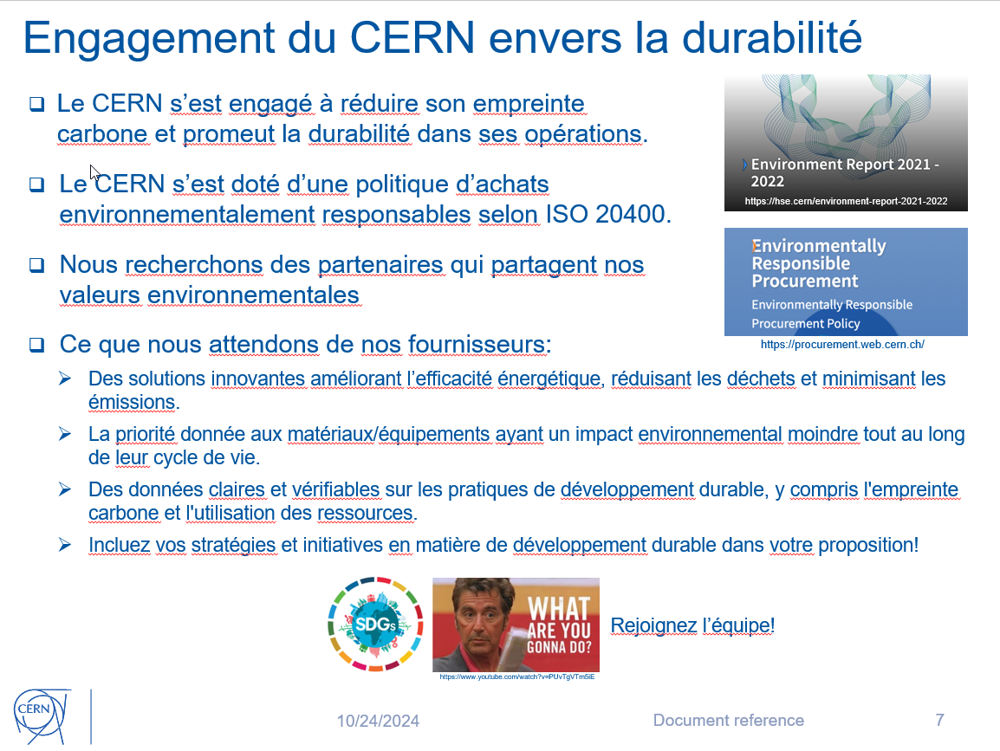 Engagement du CERN envers la durabilité
❑ Le CERN s’est engagé à réduire son empreinte
carbone et promeut la durabilité dans ses opérations.
❑ Le CERN s’est doté d’une politique d’achats
environnementalement responsables selon ISO 20400.
❑ Nous recherchons des partenaires qui partagent nos
valeurs environnementales
❑ Ce que nous attendons de nos fournisseurs:
➢ Des solutions innovantes améliorant l’efficacité énergétique, réduisant les déchets et minimisant les
émissions.
➢ La priorité donnée aux matériaux/équipements ayant un impact environnemental moindre tout au long
de leur cycle de vie.
➢ Des données claires et vérifiables sur les pratiques de développement durable, y compris l'empreinte
carbone et l'utilisation des ressources.
➢ Incluez vos stratégies et initiatives en matière de développement durable dans votre proposition!
Environment Report 2021 -
2022
https://hse.cern/environment-report-2021-2022
Environmentally
Responsible
Procurement
Environmentally Responsible
Procurement Policy
https://procurement.web.cern.ch/
SDGs
WHAT
ARE YOU
GONNA DO?
https://www.youtube.com/watch?v=PUvTgVTm5iE
Rejoignez l’équipe!
CERN
10/24/2024
Document reference
7